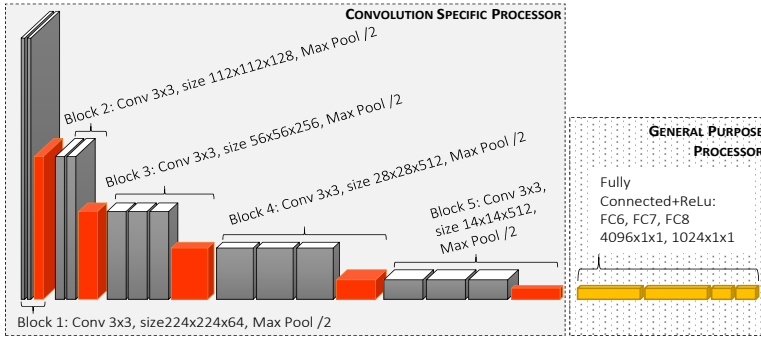 CONVOLUTION SPECIFIC PROCESSOR
Block 2: Conv 3x3, size 112x112x128, Max Pool /2
Block 3: Conv 3x3, size 56x56x256, Max Pool /2
Block 4: Conv 3x3, size 28x28x512, Max Pool /2
Block 5: Conv 3x3,
size 14x14x512,
Max Pool /2
Block 1: Conv 3x3, size224x224x64, Max Pool /2
GENERAL PURPOSE
PROCESSOR
Fully
Connected+ReLu:
FC6, FC7, FC8
4096x1x1, 1024x1x1